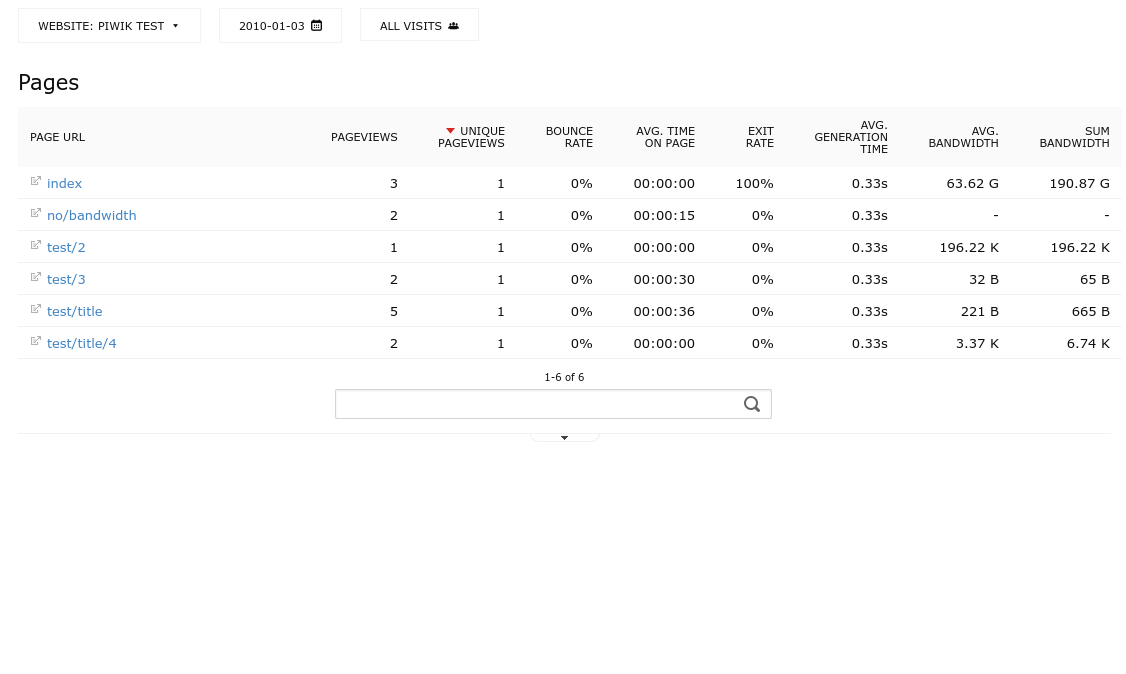 WEBSITE: PIWIK TEST 2010-01-03 ALL VISITS
Pages
PAGE URL PAGEVIEWS UNIQUE PAGEVIEWS BOUNCE RATE AVG. TIME ON PAGE EXIT RATE AVG. GENERATION TIME AVG. BANDWIDTH SUM BANDWIDTH
index 3 1 0% 00:00:00 100% 0.33s 63.62 G 190.87 G
no/bandwidth 2 1 0% 00:00:15 0% 0.33s - -
test/2 1 1 0% 00:00:00 0% 0.33s 196.22 K 196.22 K
test/3 2 1 0% 00:00:30 0% 0.33s 32 B 65 B
test/title 5 1 0% 00:00:36 0% 0.33s 221 B 665 B
test/title/4 2 1 0% 00:00:00 0% 0.33s 3.37 K 6.74 K
1-6 of 6